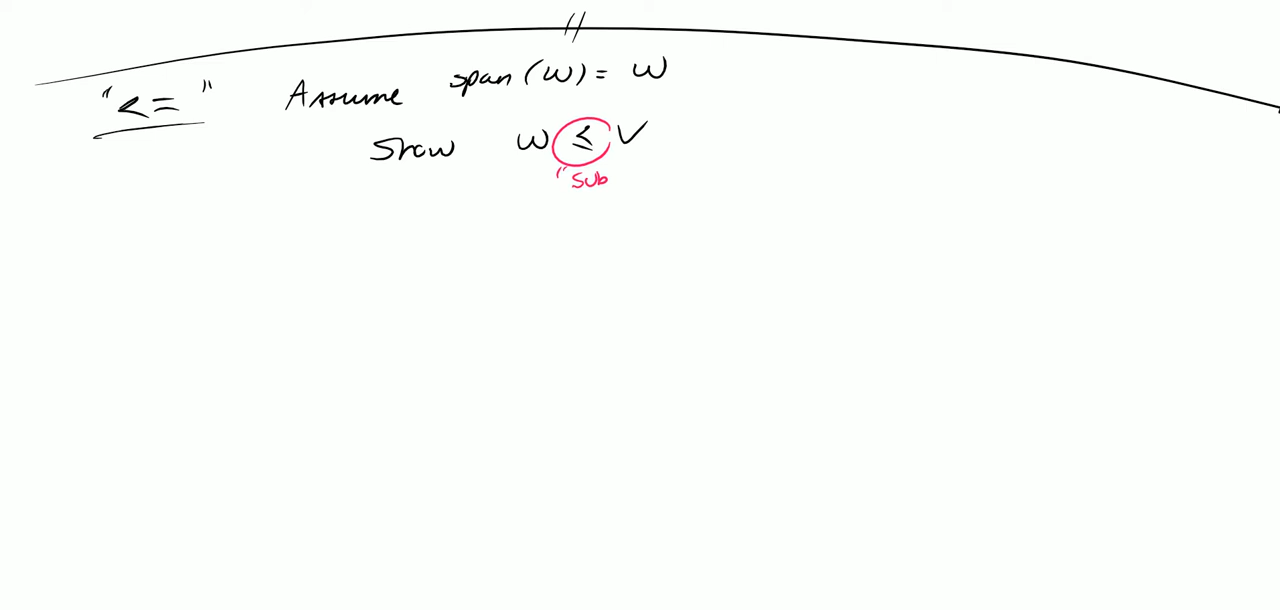 "<=" Assume span(w) = w
Show w ≤ V
"Sub